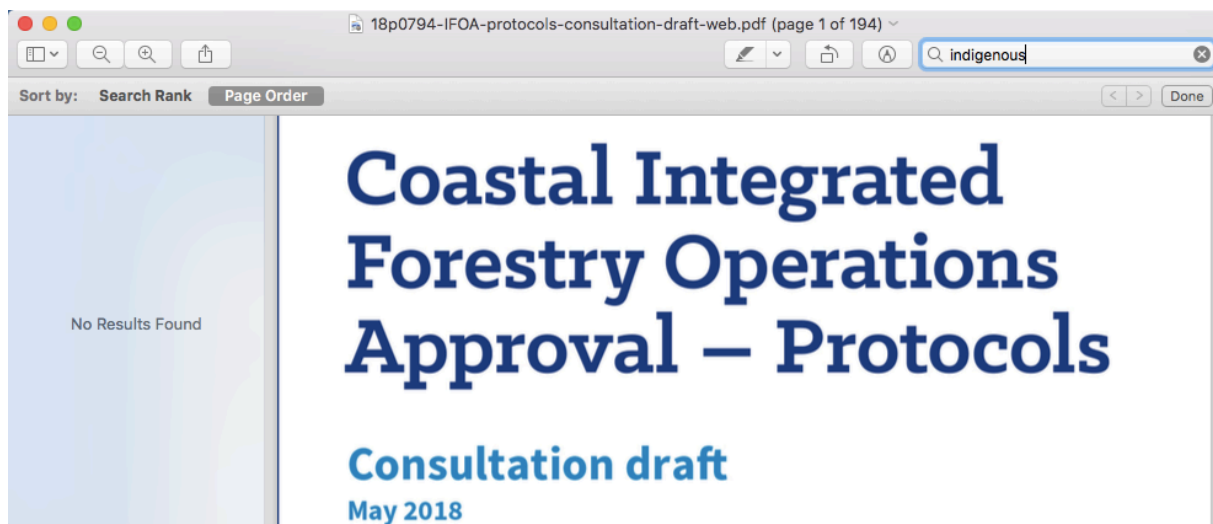 18p0794-IFOA-protocols-consultation-draft-web.pdf (page 1 of 194)
indigenous
Sort by: Search Rank Page Order Done
Coastal Integrated
Forestry Operations
No Results Found
Approval – Protocols
Consultation draft
May 2018